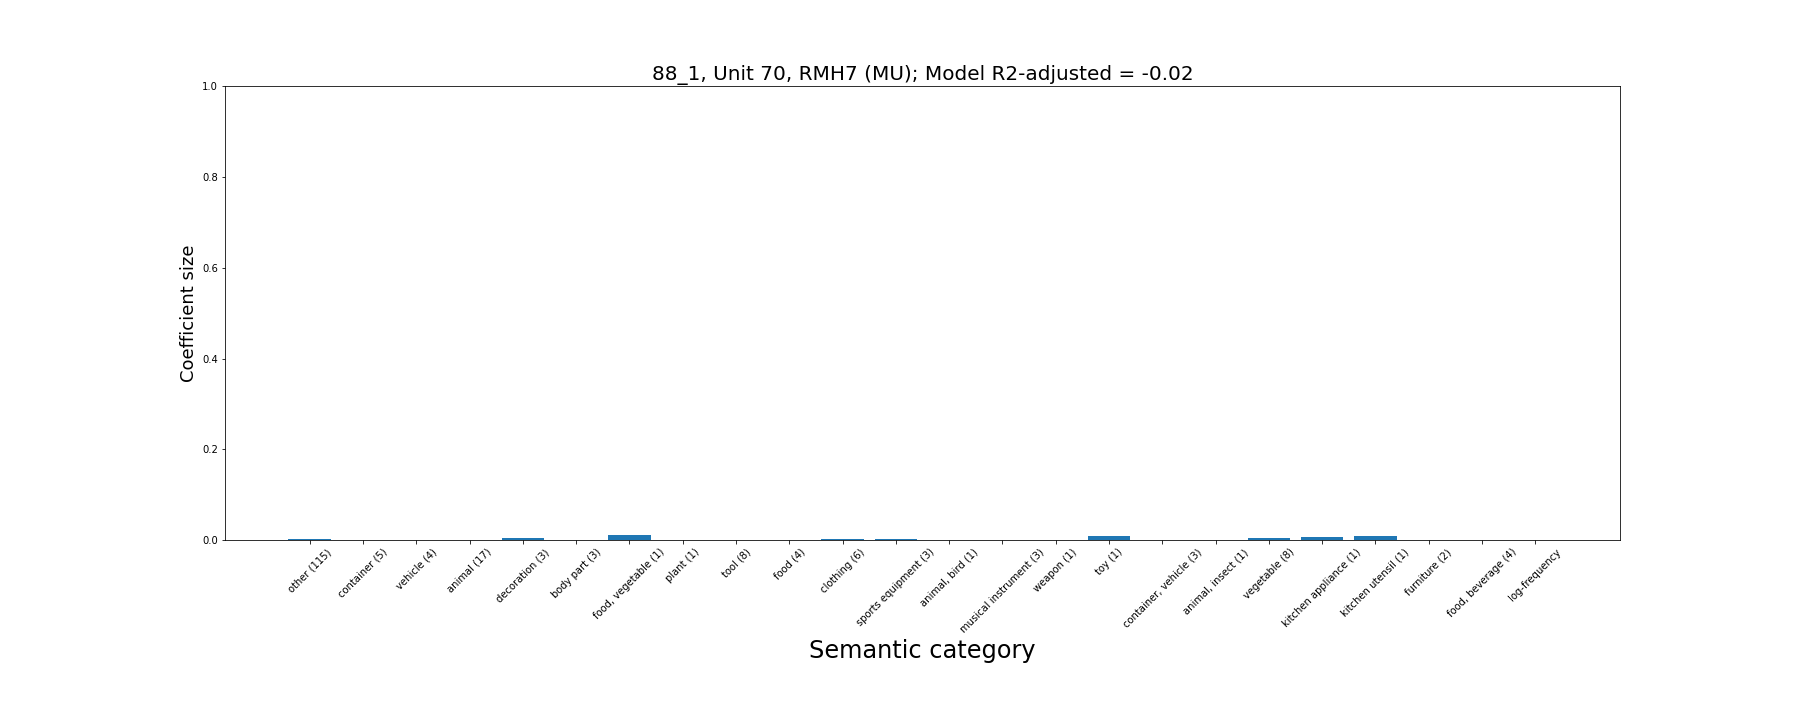 88_1, Unit 70, RMH7 (MU); Model R2-adjusted = -0.02
Coefficient size
1.0
0.8
0.6
0.4
0.2
0.0
other (115)
container (5)
vehicle (4)
animal (17)
decoration (3)
body part (3)
food, vegetable (1)
plant (1)
tool (8)
food (4)
clothing (6)
sports equipment (3)
animal, bird (1)
musical instrument (3)
weapon (1)
toy (1)
container, vehicle (3)
animal, insect (1)
vegetable (8)
kitchen appliance (1)
kitchen utensil (1)
furniture (2)
food, beverage (4)
log-frequency
Semantic category